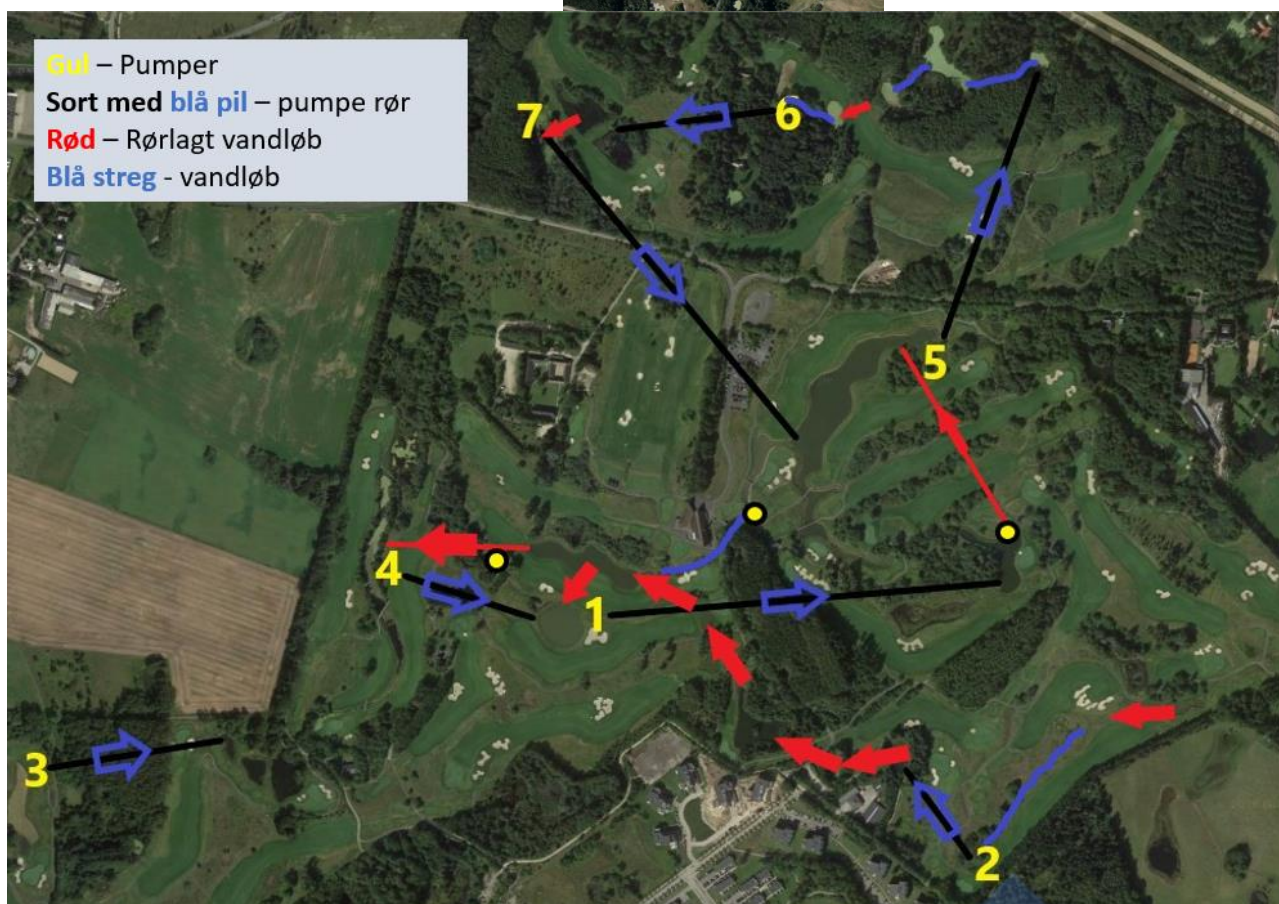 Gul – Pumper
Sort med blå pil – pumpe rør
Rød – Rørlagt vandløb
Blå streg - vandløb
7
6
5
4
1
3
2